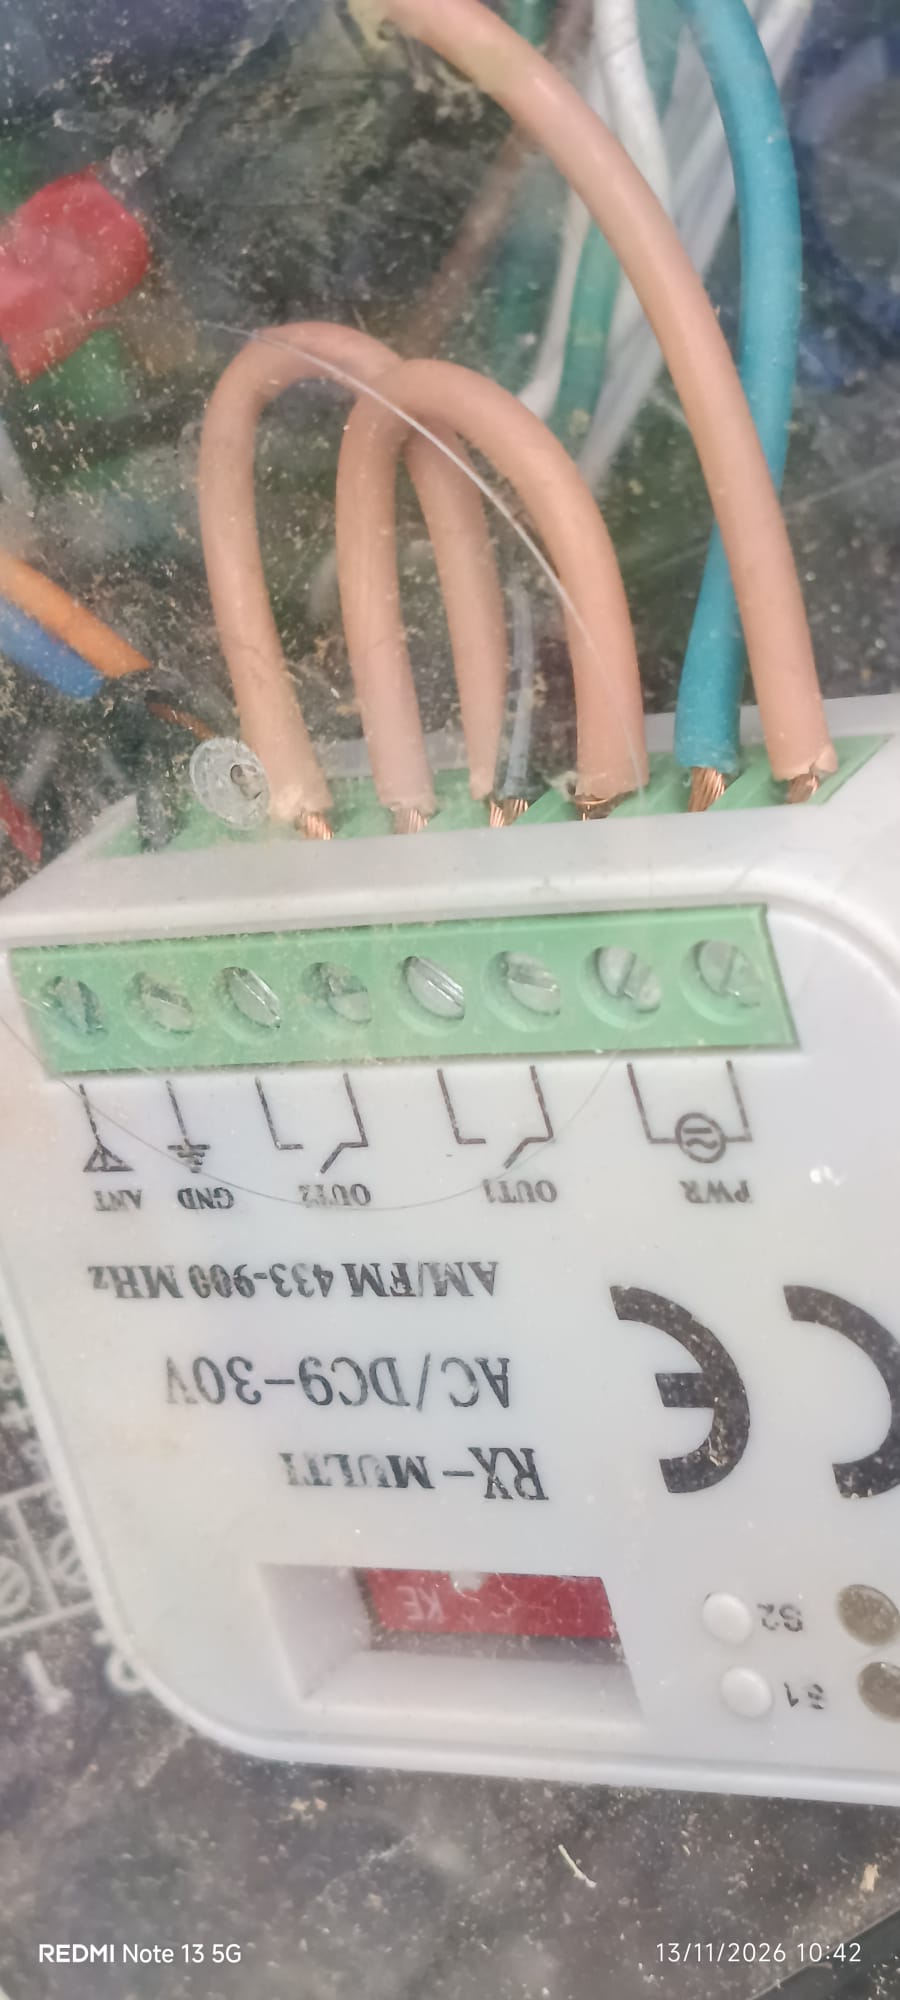 PWR OUT1 OUT2 GND ANT
AM/FM 433-900 MHz
AC/DC9-30V
RX- MULTI
CE
KE
S2
S1
REDMI Note 13 5G
13/11/2026 10:42